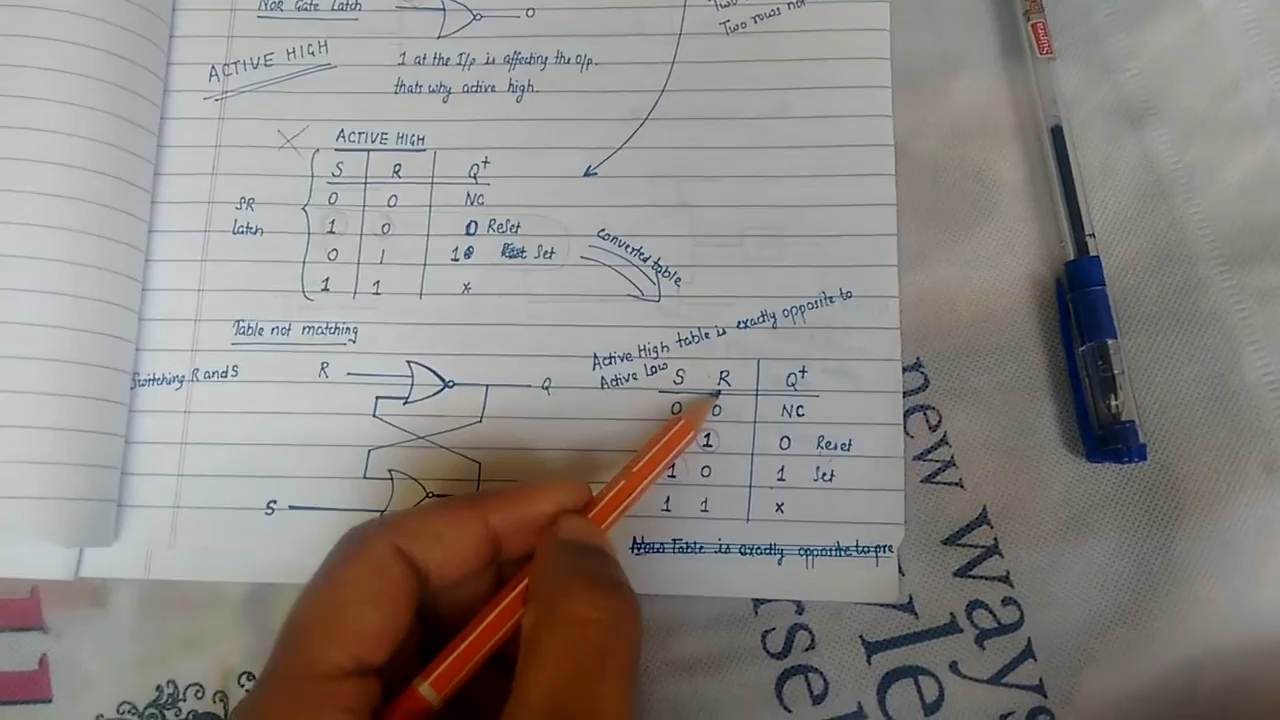 NOR Gate Latch
Two rows not
ACTIVE HIGH
1 at the I/p is affecting the o/p.
thats why active high.
X ACTIVE HIGH
S R Q+
SR Latch
0 0 NC
1 0 0 Reset
0 1 1 Set
1 1 x
converted table
Table not matching
Switching R and S
R Q
S
Active High table is exactly opposite to
Active Low
S R Q+
0 0 NC
1 0 Reset
1 0 1 Set
1 1 x
Now Table is exactly opposite to pre
new ways